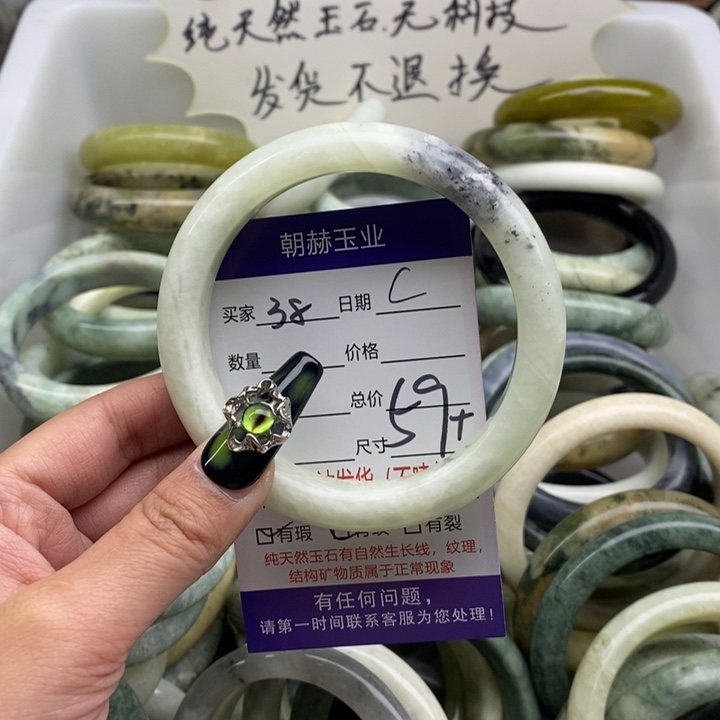 纯天然玉石.无科技
发货不退换
朝赫玉业
买家 38 日期 C
数量 价格
总价
尺寸 59+
有瑕 有纹 有裂
纯天然玉石有自然生长线，纹理，
结构矿物质属于正常现象
有任何问题，
请第一时间联系客服为您处理！